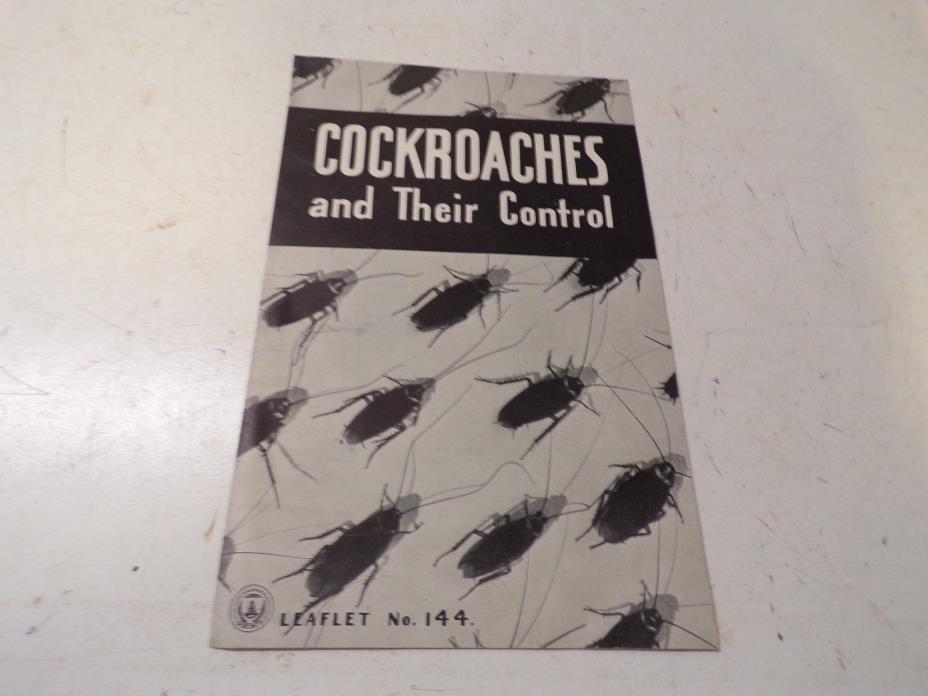 COCKROACHES
and Their Control
LEAFLET No. 144.